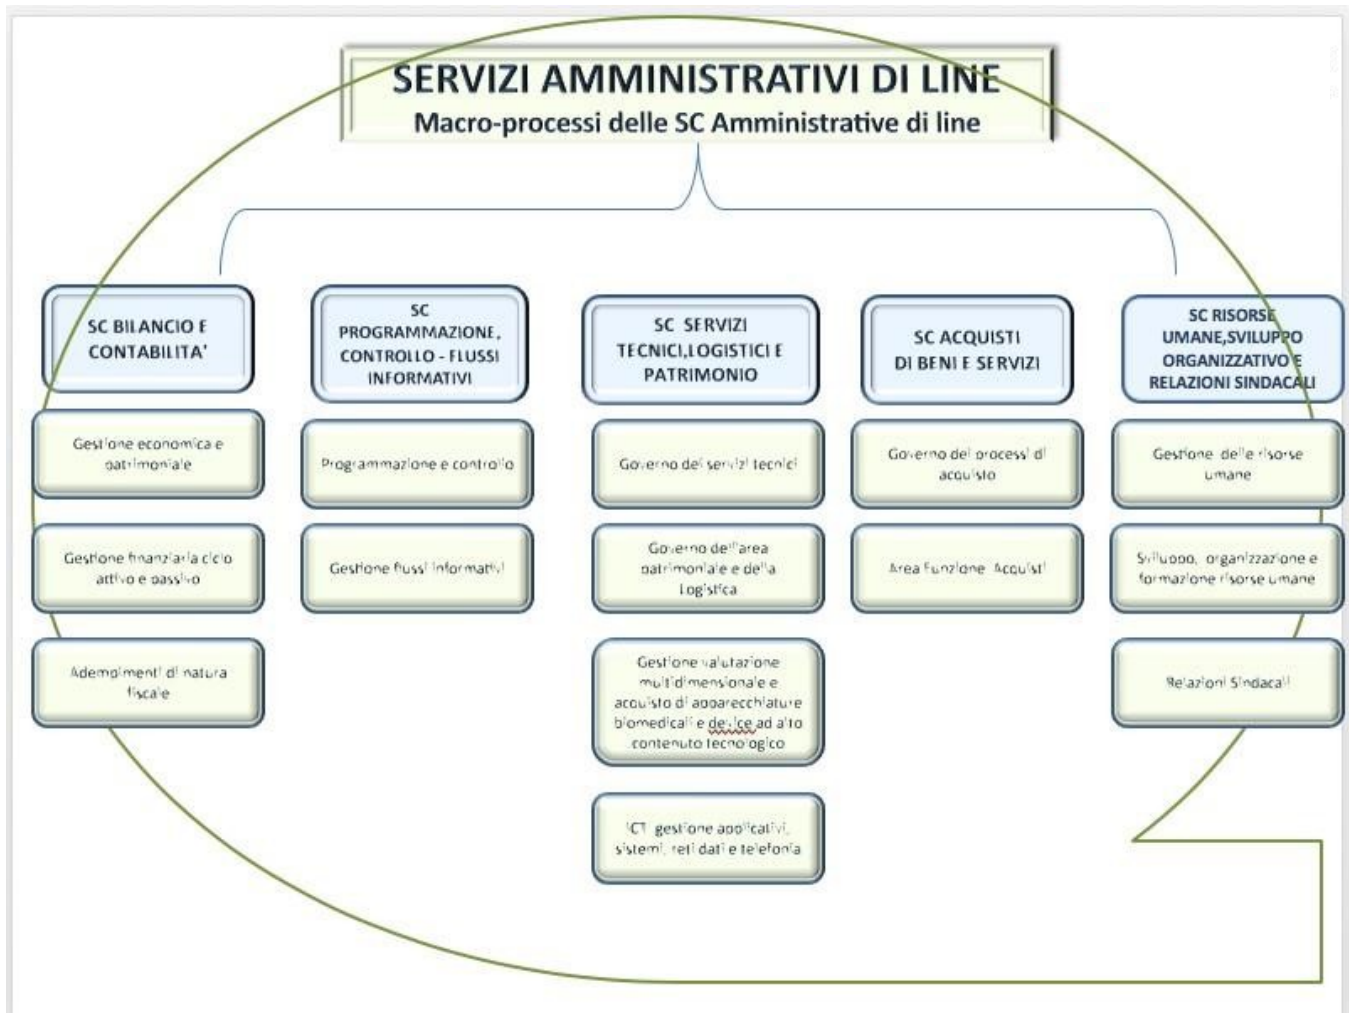 SERVIZI AMMINISTRATIVI DI LINE
Macro-processi delle SC Amministrative di line
SC BILANCIO E
CONTABILITA'
Gestione economica e
patrimoniale
Gestione finanziaria ciclo
attivo e passivo
Adempimenti di natura
fiscale
SC
PROGRAMMAZIONE,
CONTROLLO - FLUSSI
INFORMATIVI
Programmazione e controllo
Gestione flussi informativi
SC SERVIZI
TECNICI,LOGISTICI E
PATRIMONIO
Governo dei servizi tecnici
Governo dell'area
patrimoniale e della
Logistica
Gestione valutazione
multidimensionale e
acquisto di apparecchiature
biomedicali e device ad alto
contenuto tecnologico
ICT gestione applicativi,
sistemi, reti dati e telefonia
SC ACQUISTI
DI BENI E SERVIZI
Governo dei processi di
acquisto
Area Funzione Acquisti
SC RISORSE
UMANE,SVILUPPO
ORGANIZZATIVO E
RELAZIONI SINDACALI
Gestione delle risorse
umane
Sviluppo, organizzazione e
formazione risorse umane
Relazioni Sindacali